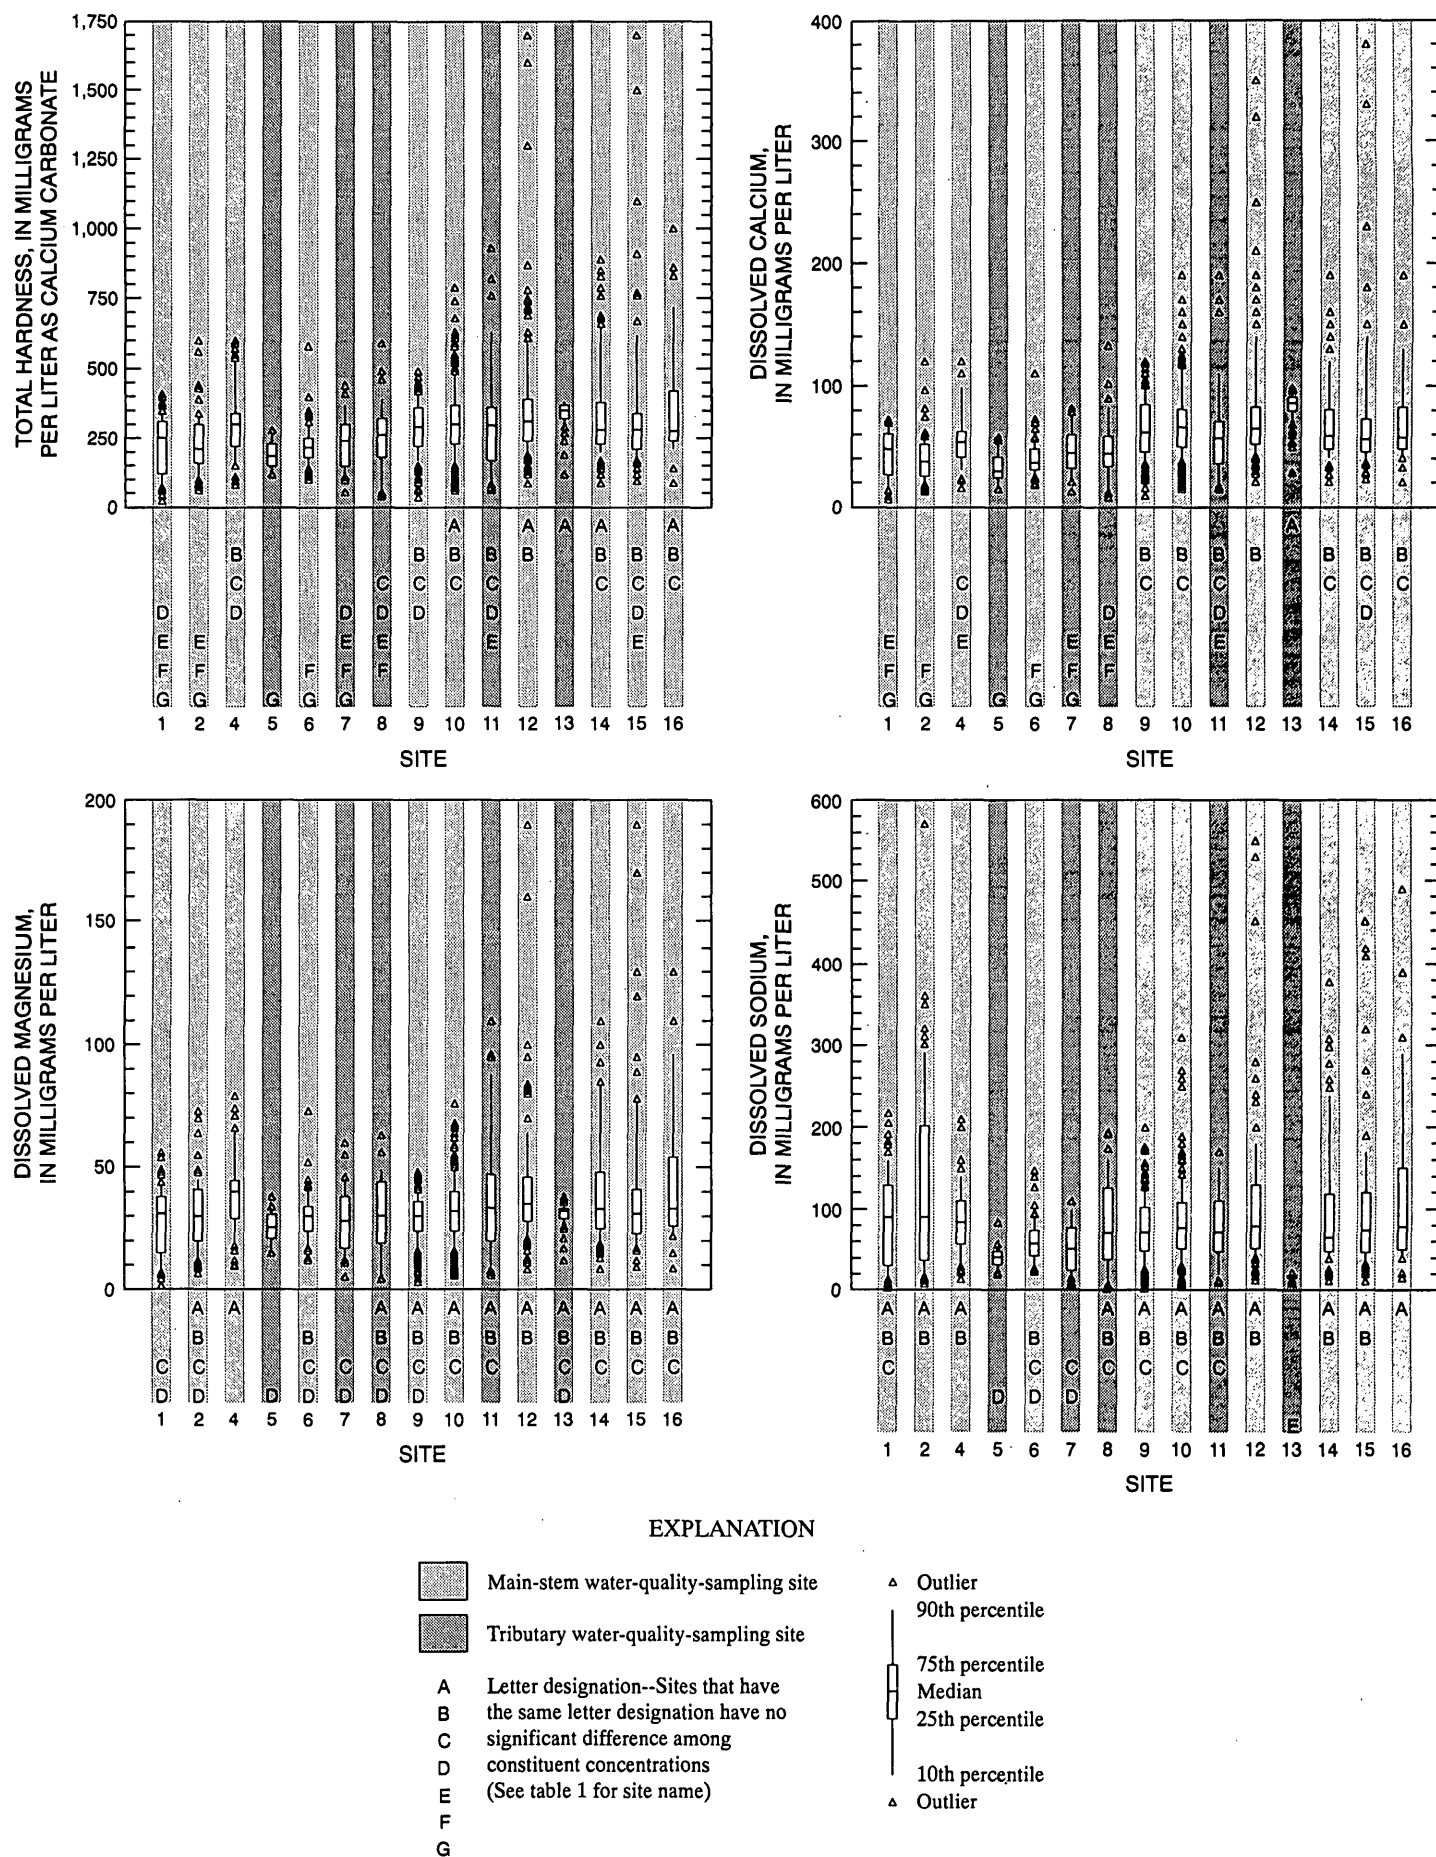 TOTAL HARDNESS, IN MILLIGRAMS
PER LITER AS CALCIUM CARBONATE
1,750
1,500
1,250
1,000
750
500
250
0
A A A A A
B B B B B B B B
C C C C C C C C
D D D D D D D
E E E E E E
F F F F F
G G G G G
1 2 4 5 6 7 8 9 10 11 12 13 14 15 16
SITE
DISSOLVED CALCIUM,
IN MILLIGRAMS PER LITER
400
300
200
100
0
A
B B B B B B B
C C C C C C C
D D D D
E E E E E
F F F F F
G G G G G
1 2 4 5 6 7 8 9 10 11 12 13 14 15 16
SITE
DISSOLVED MAGNESIUM,
IN MILLIGRAMS PER LITER
200
150
100
50
0
A A A A A A A A A A A
B B B B B B B B B B B
C C C C C C C C C C C C
D D D D D D D D
1 2 4 5 6 7 8 9 10 11 12 13 14 15 16
SITE
DISSOLVED SODIUM,
IN MILLIGRAMS PER LITER
600
500
400
300
200
100
0
A A A A A A A A A A A
B B B B B B B B B B B
C C C C C C C
D D D
E
1 2 4 5 6 7 8 9 10 11 12 13 14 15 16
SITE
EXPLANATION
Main-stem water-quality-sampling site
Tributary water-quality-sampling site
A Letter designation--Sites that have
B the same letter designation have no
C significant difference among
D constituent concentrations
E (See table 1 for site name)
F
G
Outlier
90th percentile
75th percentile
Median
25th percentile
10th percentile
Outlier